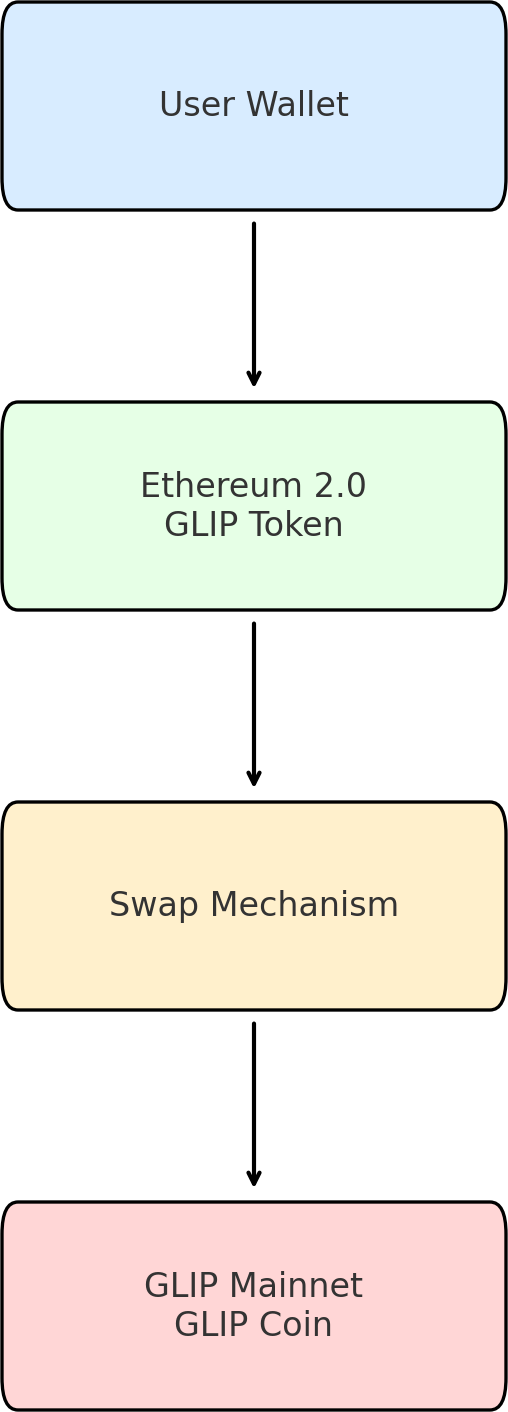 User Wallet
Ethereum 2.0
GLIP Token
Swap Mechanism
GLIP Mainnet
GLIP Coin